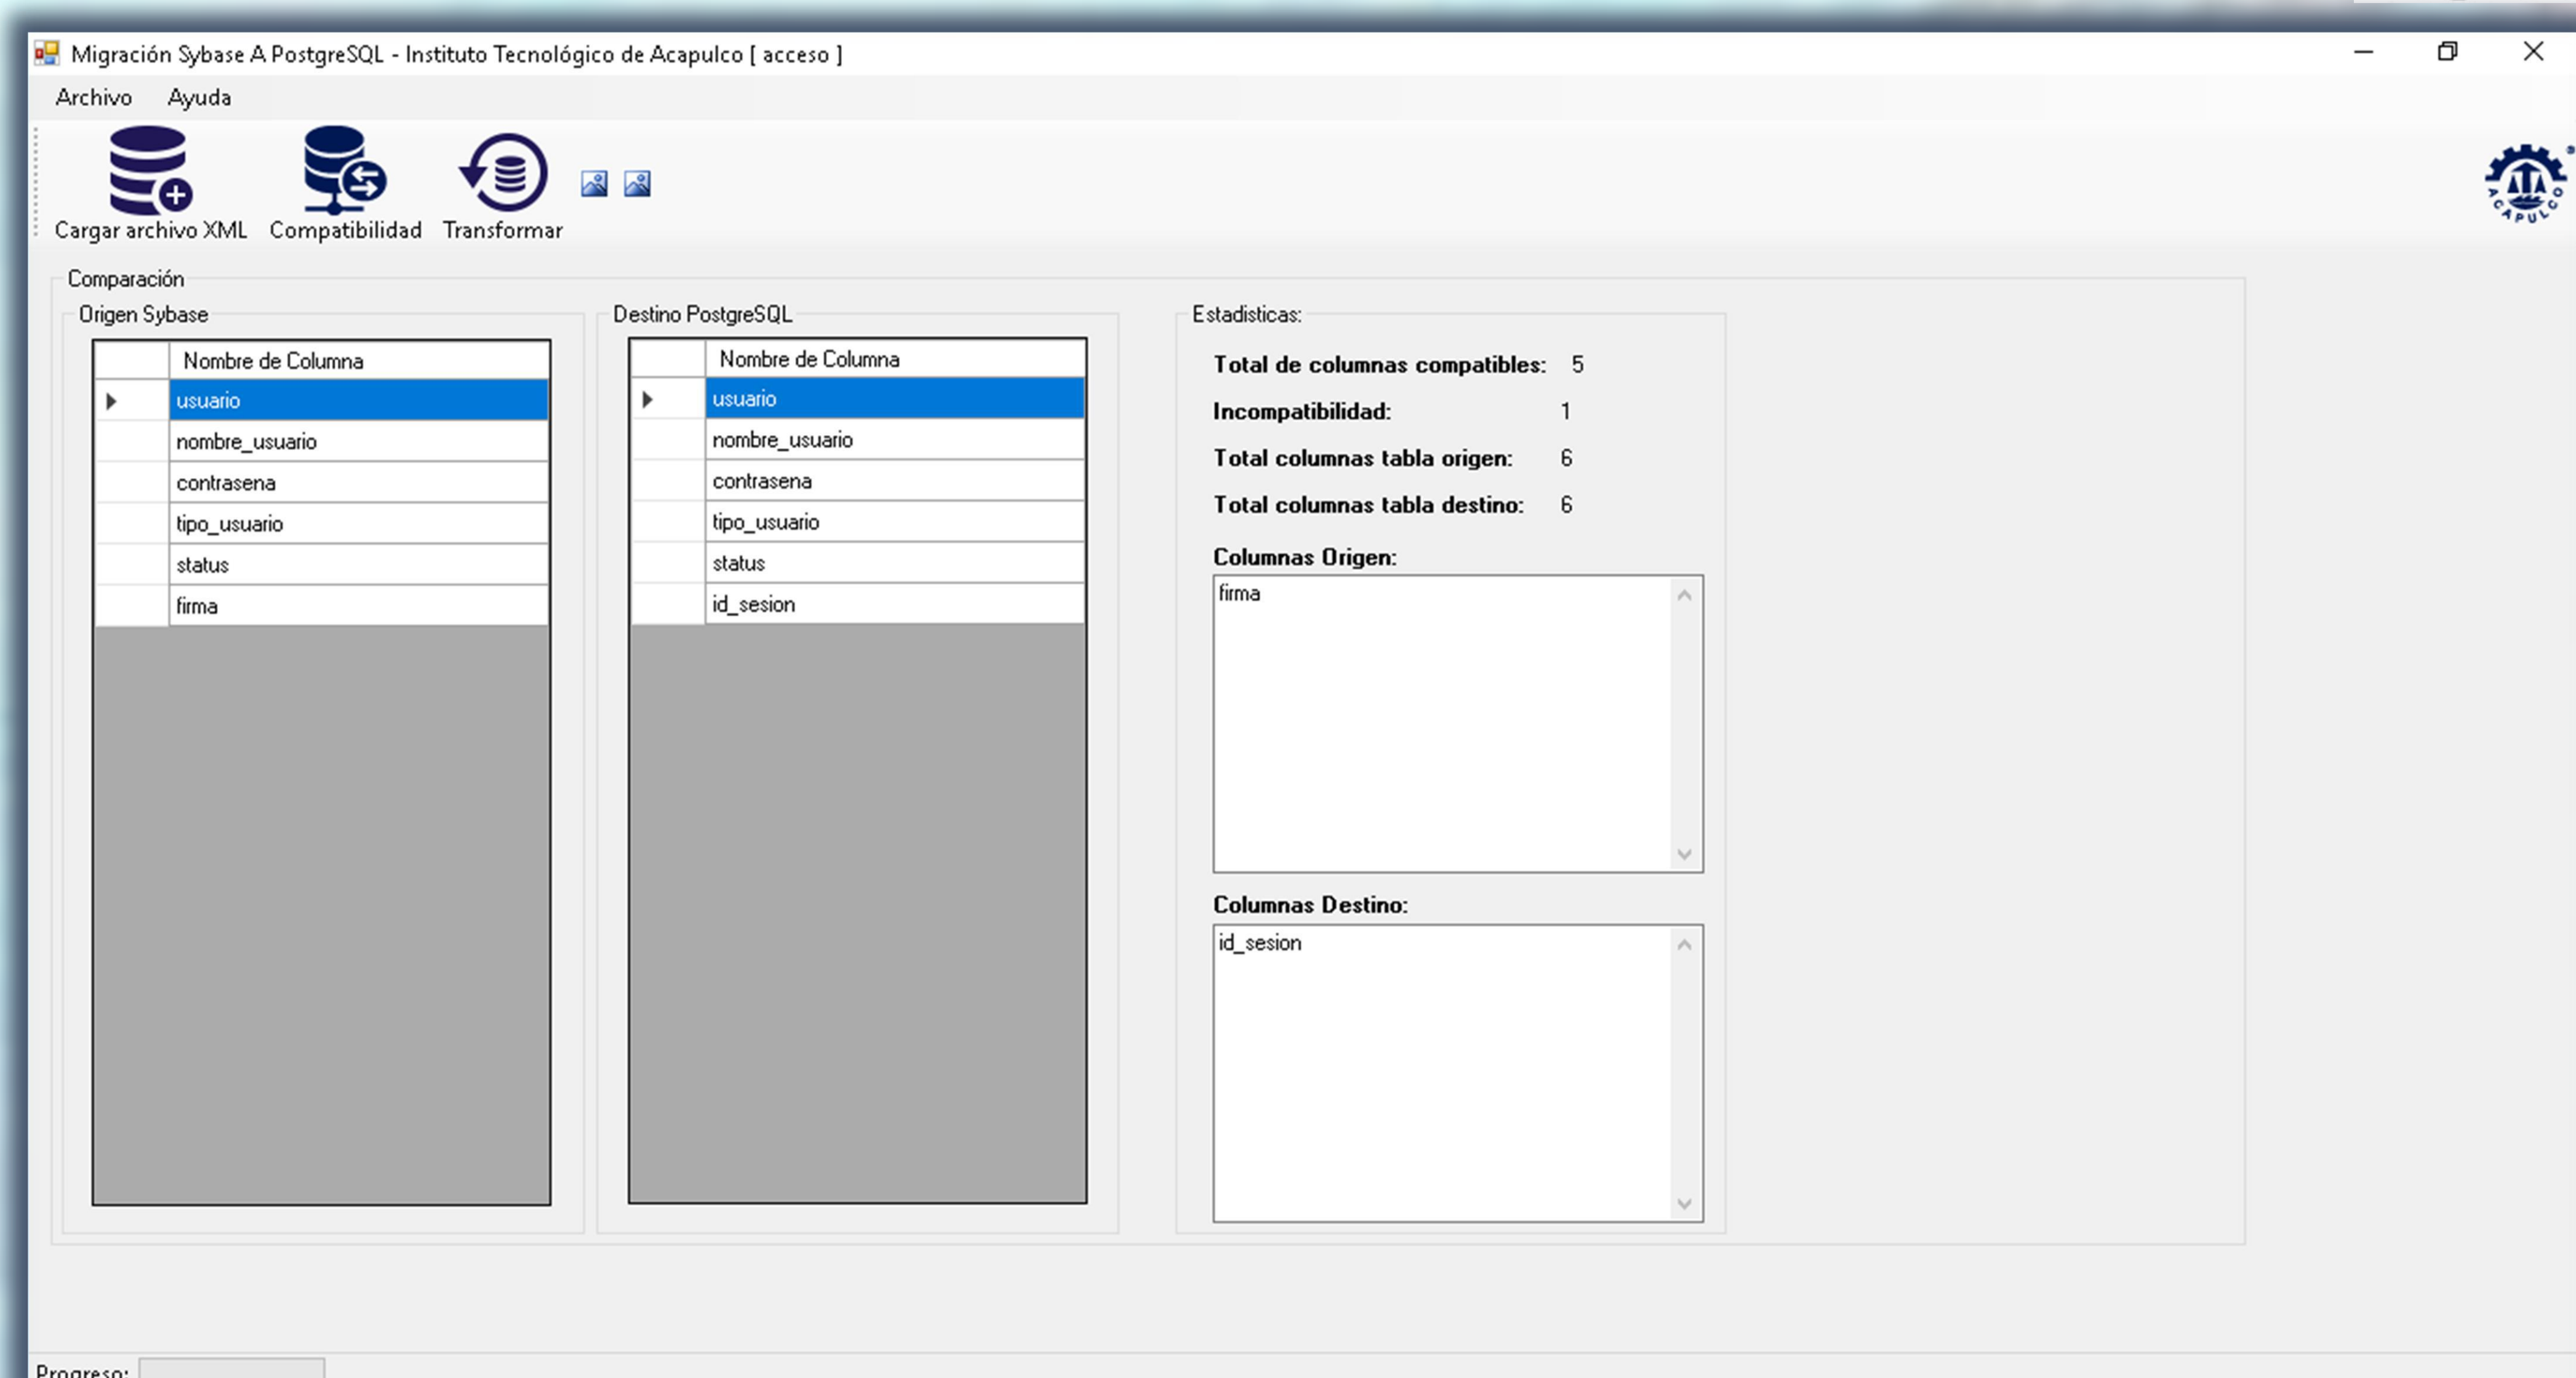 Migración Sybase A PostgreSQL - Instituto Tecnológico de Acapulco [ acceso ]
Archivo Ayuda
Cargar archivo XML Compatibilidad Transformar
ACAPULCO
Comparación
Origen Sybase
Nombre de Columna
usuario
nombre_usuario
contrasena
tipo_usuario
status
firma
Destino PostgreSQL
Nombre de Columna
usuario
nombre_usuario
contrasena
tipo_usuario
status
id_sesion
Estadisticas:
Total de columnas compatibles: 5
Incompatibilidad: 1
Total columnas tabla origen: 6
Total columnas tabla destino: 6
Columnas Origen:
firma
Columnas Destino:
id_sesion
Progreso: